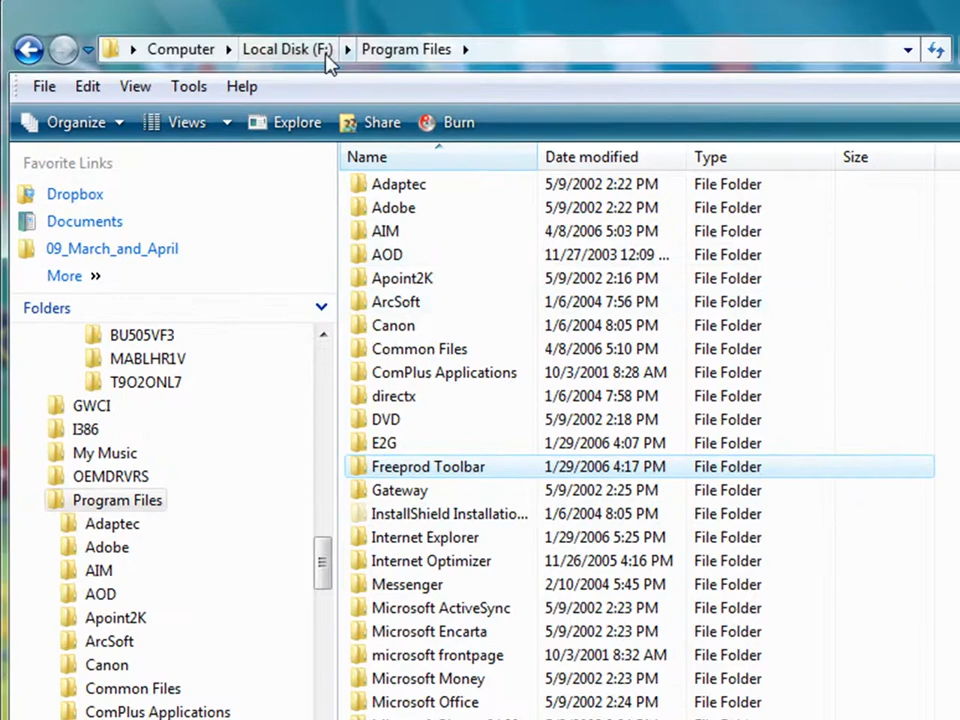 Computer Local Disk (F:) Program Files
File Edit View Tools Help
Organize Views Explore Share Burn
Favorite Links
Dropbox
Documents
09_March_and_April
More »
Folders
BU505VF3
MABLHR1V
T9O2ONL7
GWCI
I386
My Music
OEMDRVRS
Program Files
Adaptec
Adobe
AIM
AOD
Apoint2K
ArcSoft
Canon
Common Files
ComPlus Applications
Name Date modified Type Size
Adaptec 5/9/2002 2:22 PM File Folder
Adobe 5/9/2002 2:22 PM File Folder
AIM 4/8/2006 5:03 PM File Folder
AOD 11/27/2003 12:09 ... File Folder
Apoint2K 5/9/2002 2:16 PM File Folder
ArcSoft 1/6/2004 7:56 PM File Folder
Canon 1/6/2004 8:05 PM File Folder
Common Files 4/8/2006 5:10 PM File Folder
ComPlus Applications 10/3/2001 8:28 AM File Folder
directx 1/6/2004 7:58 PM File Folder
DVD 5/9/2002 2:18 PM File Folder
E2G 1/29/2006 4:07 PM File Folder
Freeprod Toolbar 1/29/2006 4:17 PM File Folder
Gateway 5/9/2002 2:25 PM File Folder
InstallShield Installatio... 1/6/2004 8:05 PM File Folder
Internet Explorer 1/29/2006 5:25 PM File Folder
Internet Optimizer 11/26/2005 4:16 PM File Folder
Messenger 2/10/2004 5:45 PM File Folder
Microsoft ActiveSync 5/9/2002 2:23 PM File Folder
Microsoft Encarta 5/9/2002 2:23 PM File Folder
microsoft frontpage 10/3/2001 8:32 AM File Folder
Microsoft Money 5/9/2002 2:23 PM File Folder
Microsoft Office 5/9/2002 2:24 PM File Folder